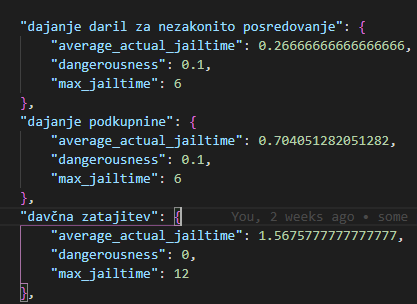 "dajanje daril za nezakonito posredovanje": {
"average_actual_jailtime": 0.26666666666666666,
"dangerousness": 0.1,
"max_jailtime": 6
},
"dajanje podkupnine": {
"average_actual_jailtime": 0.704051282051282,
"dangerousness": 0.1,
"max_jailtime": 6
},
"davčna zatajitev": { You, 2 weeks ago • some
"average_actual_jailtime": 1.5675777777777777,
"dangerousness": 0,
"max_jailtime": 12
},